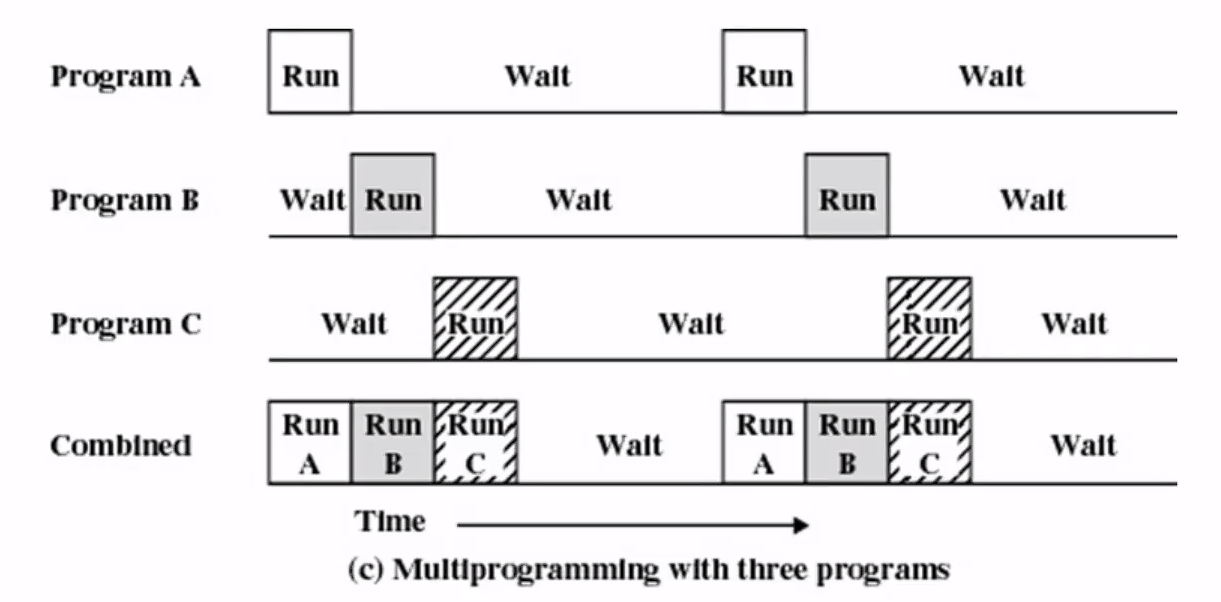 Program A Run Wait Run Wait
Program B Wait Run Wait Run Wait
Program C Wait Run Wait Run Wait
Combined Run A Run B Run C Wait Run A Run B Run C Wait
Time
(c) Multiprogramming with three programs